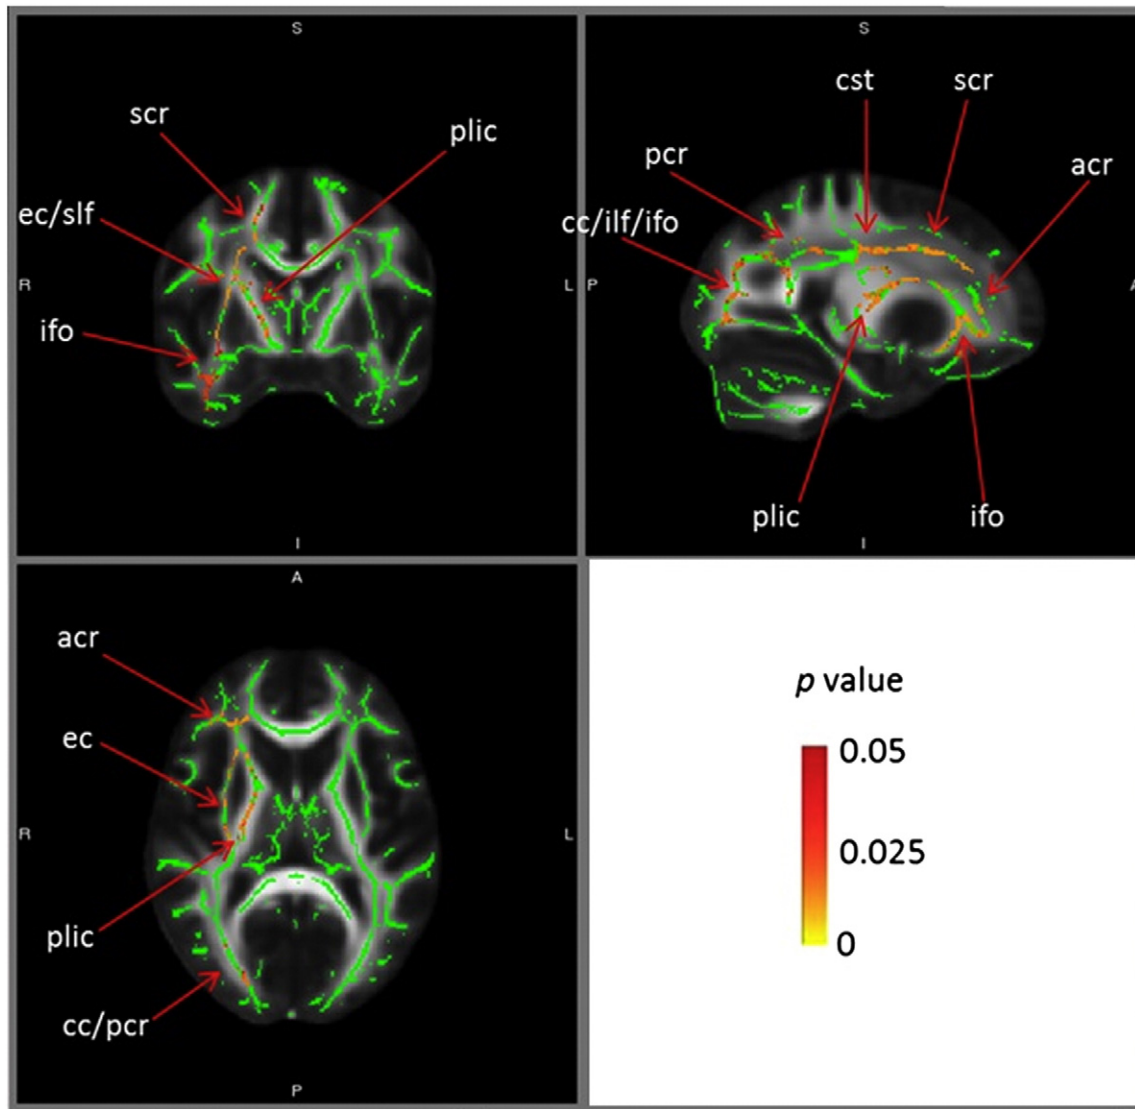 S
scr
plic
ec/slf
R
L
ifo
I
S
cst
scr
pcr
acr
cc/ilf/ifo
P
A
plic
ifo
I
A
acr
ec
R
L
plic
cc/pcr
P
p value
0.05
0.025
0